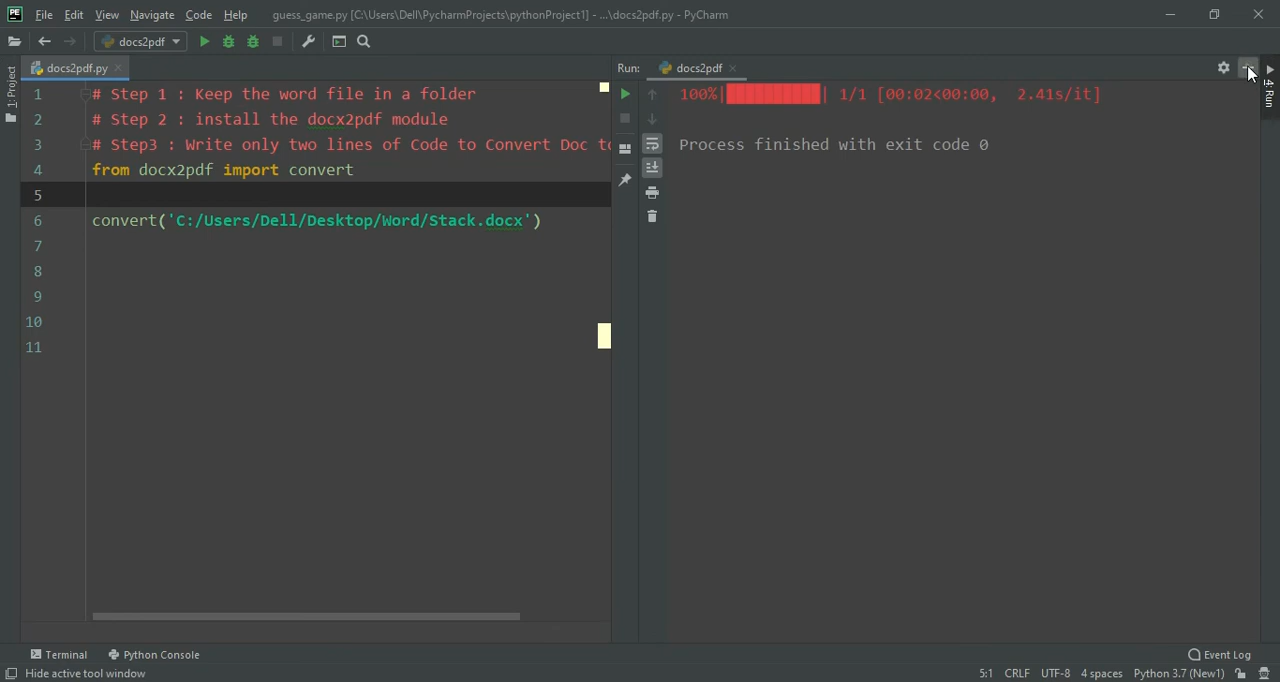 PE File Edit View Navigate Code Help guess_game.py [C:\Users\Dell\PycharmProjects\pythonProject1] - ...\docs2pdf.py - PyCharm
docs2pdf
1: Project
docs2pdf.py
1 # Step 1 : Keep the word file in a folder
2 # Step 2 : install the docx2pdf module
3 # Step3 : Write only two lines of Code to Convert Doc to
4 from docx2pdf import convert
5
6 convert('C:/Users/Dell/Desktop/Word/Stack.docx')
7
8
9
10
11
Run: docs2pdf
4: Run
100%| | 1/1 [00:02<00:00, 2.41s/it]
Process finished with exit code 0
Terminal Python Console Event Log
Hide active tool window 5:1 CRLF UTF-8 4 spaces Python 3.7 (New1)